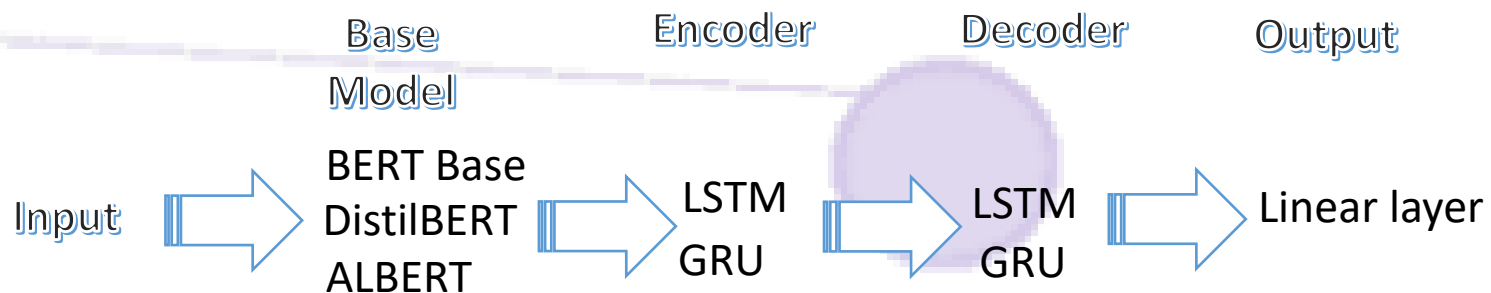 Input
Base
Model
BERT Base
DistilBERT
ALBERT
Encoder
LSTM
GRU
Decoder
LSTM
GRU
Output
Linear layer